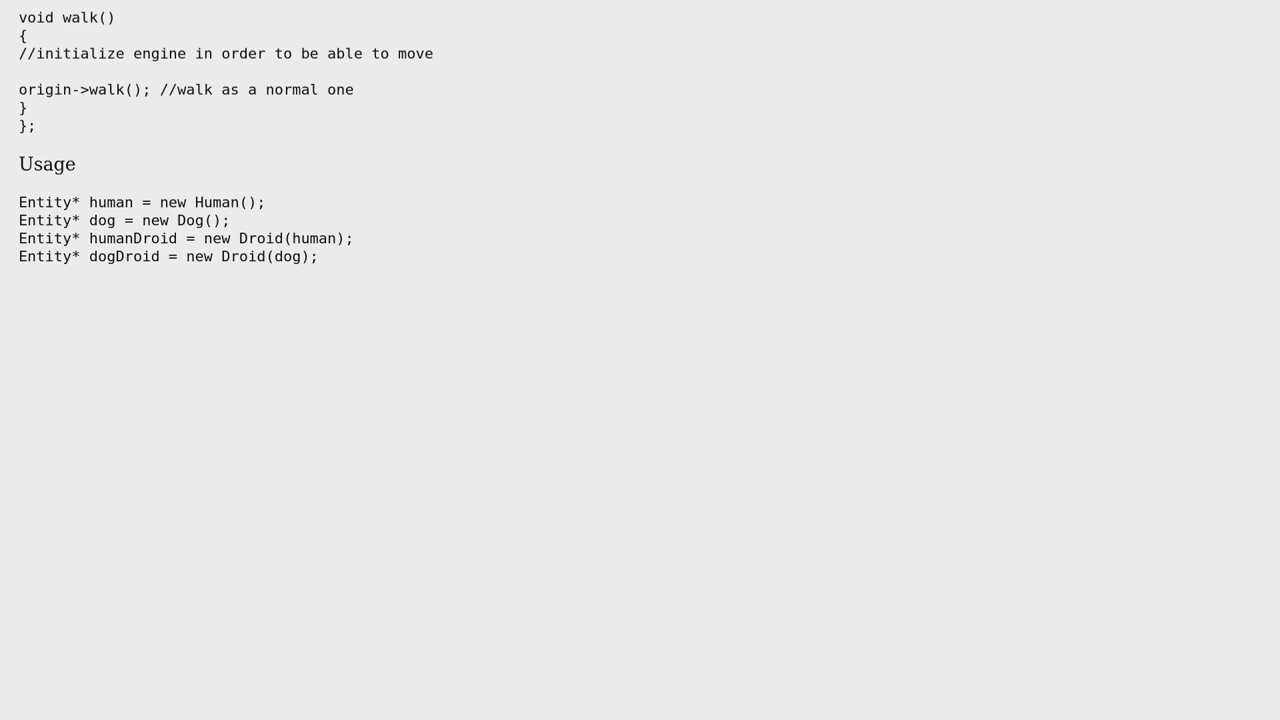 void walk()
{
//initialize engine in order to be able to move
origin->walk(); //walk as a normal one
}
};
Usage
Entity* human = new Human();
Entity* dog = new Dog();
Entity* humanDroid = new Droid(human);
Entity* dogDroid = new Droid(dog);